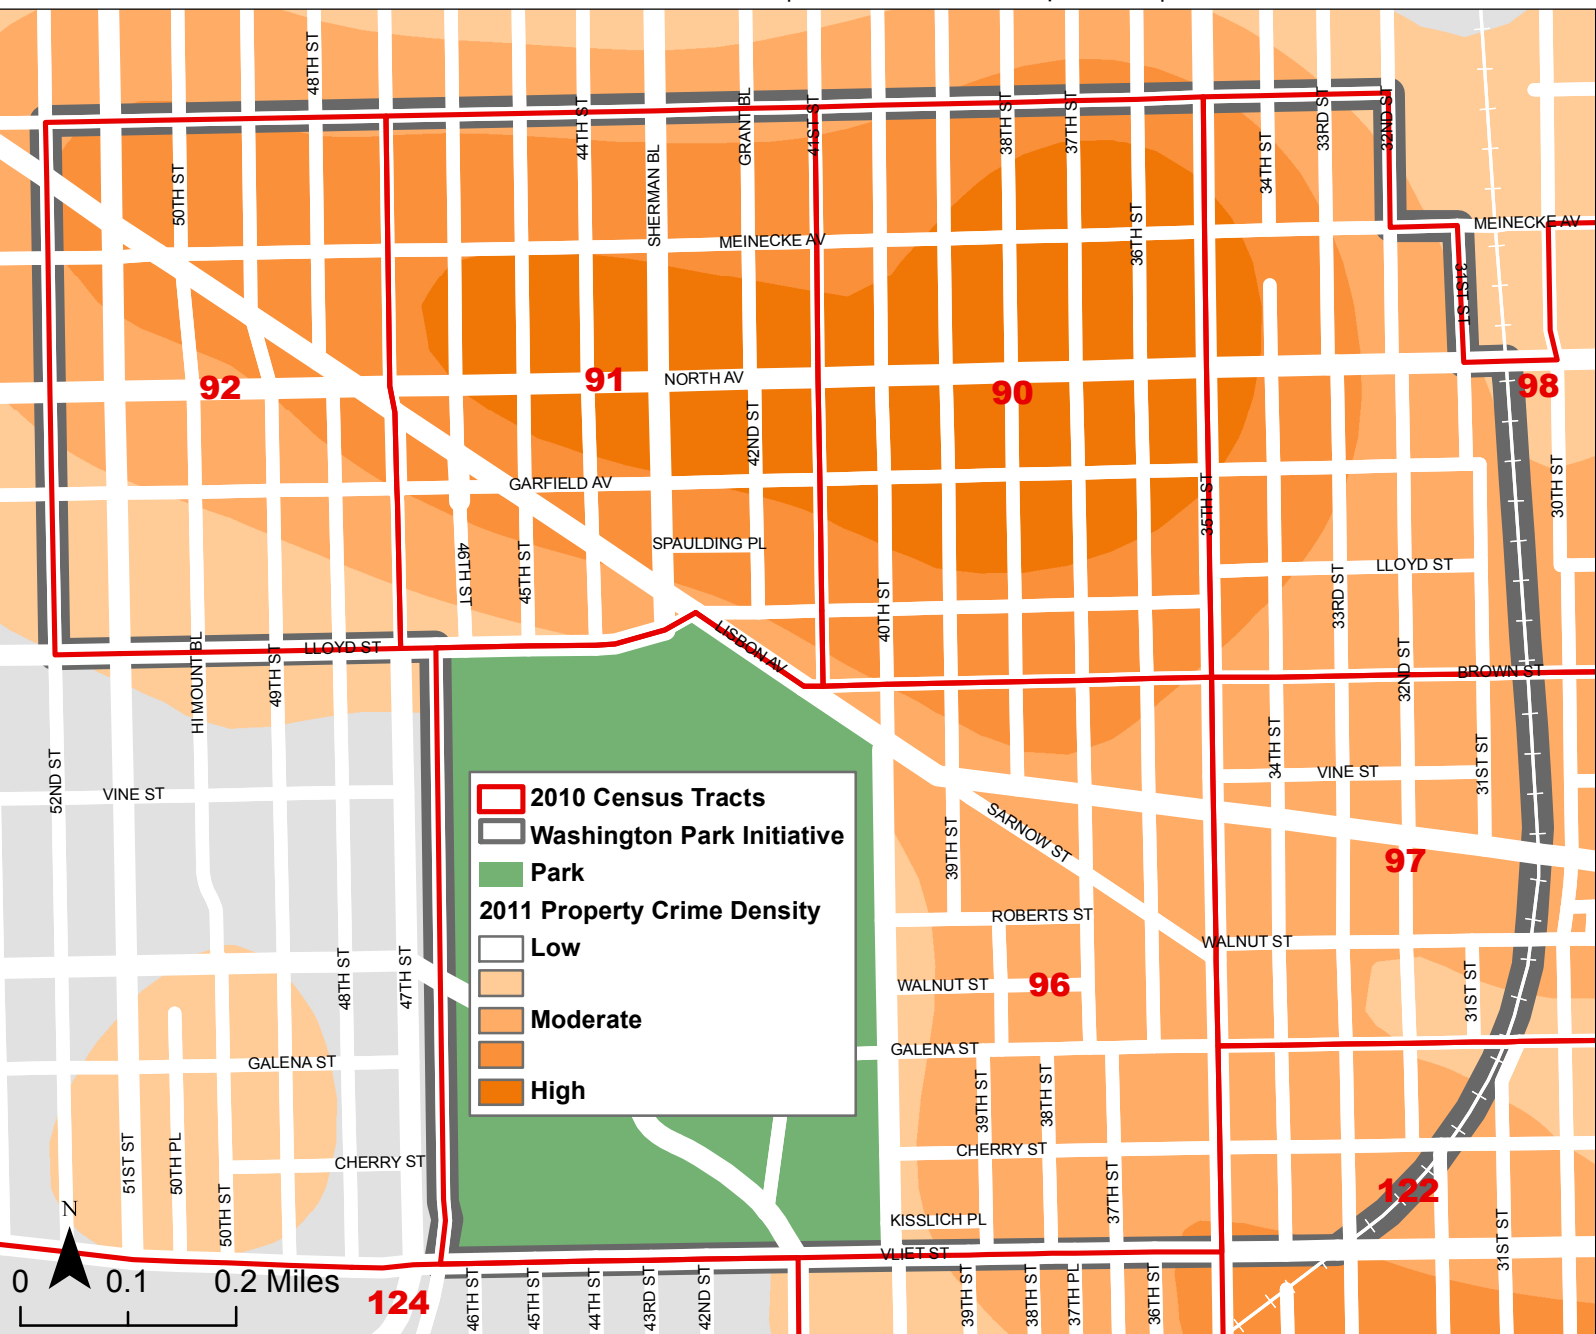 48TH ST
44TH ST
GRANT BL
41ST ST
38TH ST
37TH ST
33RD ST
32ND ST
34TH ST
50TH ST
SHERMAN BL
36TH ST
MEINECKE AV
MEINECKE AV
31ST ST
92
91
NORTH AV
90
98
42ND ST
GARFIELD AV
35TH ST
30TH ST
SPAULDING PL
46TH ST
45TH ST
40TH ST
LLOYD ST
33RD ST
LISBON AV
LLOYD ST
HI MOUNT BL
49TH ST
32ND ST
BROWN ST
52ND ST
VINE ST
34TH ST
VINE ST
31ST ST
2010 Census Tracts
Washington Park Initiative
Park
2011 Property Crime Density
Low
Moderate
High
39TH ST
SARNOW ST
97
ROBERTS ST
WALNUT ST
48TH ST
47TH ST
WALNUT ST
96
31ST ST
GALENA ST
GALENA ST
39TH ST
38TH ST
51ST ST
50TH PL
CHERRY ST
CHERRY ST
50TH ST
37TH ST
122
KISSLICH PL
31ST ST
VLIET ST
N
0 0.1 0.2 Miles
124
46TH ST
45TH ST
44TH ST
43RD ST
42ND ST
39TH ST
38TH ST
37TH PL
36TH ST